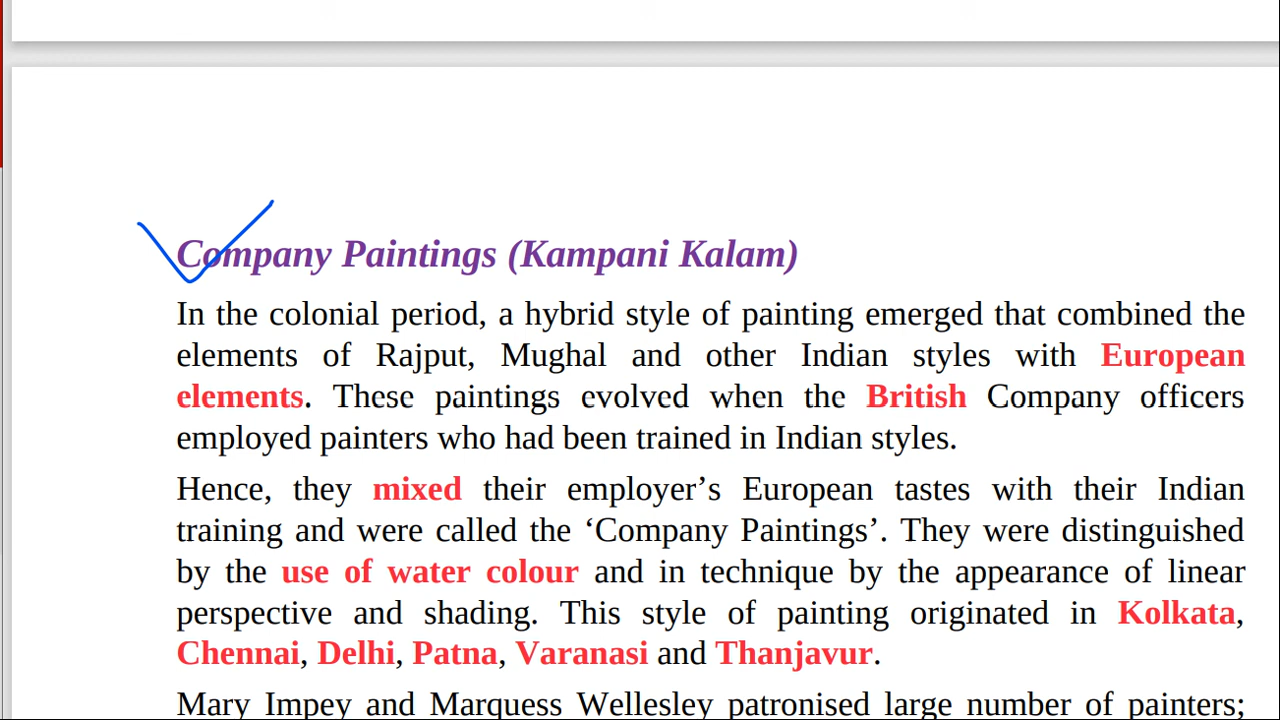 Company Paintings (Kampani Kalam)
In the colonial period, a hybrid style of painting emerged that combined the
elements of Rajput, Mughal and other Indian styles with European
elements. These paintings evolved when the British Company officers
employed painters who had been trained in Indian styles.
Hence, they mixed their employer’s European tastes with their Indian
training and were called the ‘Company Paintings’. They were distinguished
by the use of water colour and in technique by the appearance of linear
perspective and shading. This style of painting originated in Kolkata,
Chennai, Delhi, Patna, Varanasi and Thanjavur.
Mary Impey and Marquess Wellesley patronised large number of painters;